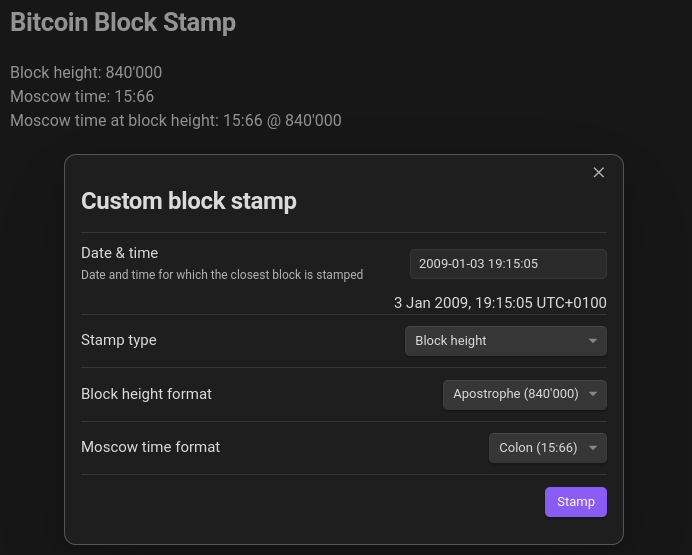 Bitcoin Block Stamp
Block height: 840'000
Moscow time: 15:66
Moscow time at block height: 15:66 @ 840'000
Custom block stamp
Date & time
Date and time for which the closest block is stamped
2009-01-03 19:15:05
3 Jan 2009, 19:15:05 UTC+0100
Stamp type
Block height
Block height format
Apostrophe (840'000)
Moscow time format
Colon (15:66)
Stamp